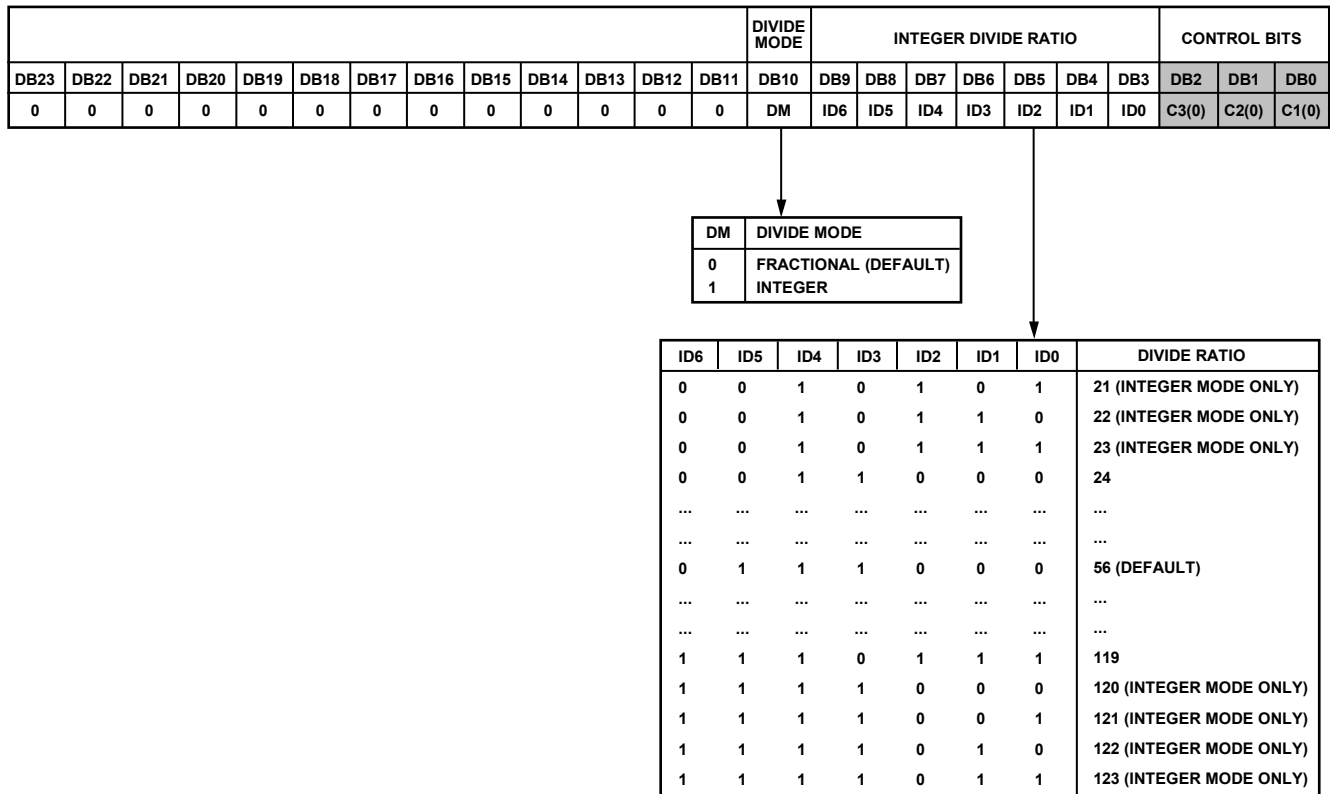 DIVIDE MODE INTEGER DIVIDE RATIO CONTROL BITS
DB23 DB22 DB21 DB20 DB19 DB18 DB17 DB16 DB15 DB14 DB13 DB12 DB11 DB10 DB9 DB8 DB7 DB6 DB5 DB4 DB3 DB2 DB1 DB0
0 0 0 0 0 0 0 0 0 0 0 0 0 DM ID6 ID5 ID4 ID3 ID2 ID1 ID0 C3(0) C2(0) C1(0)
DM DIVIDE MODE
0 FRACTIONAL (DEFAULT)
1 INTEGER
ID6 ID5 ID4 ID3 ID2 ID1 ID0 DIVIDE RATIO
0 0 1 0 1 0 1 21 (INTEGER MODE ONLY)
0 0 1 0 1 1 0 22 (INTEGER MODE ONLY)
0 0 1 0 1 1 1 23 (INTEGER MODE ONLY)
0 0 1 1 0 0 0 24
... ... ... ... ... ... ... ...
... ... ... ... ... ... ... ...
0 1 1 1 0 0 0 56 (DEFAULT)
... ... ... ... ... ... ... ...
... ... ... ... ... ... ... ...
1 1 1 0 1 1 1 119
1 1 1 1 0 0 0 120 (INTEGER MODE ONLY)
1 1 1 1 0 0 1 121 (INTEGER MODE ONLY)
1 1 1 1 0 1 0 122 (INTEGER MODE ONLY)
1 1 1 1 0 1 1 123 (INTEGER MODE ONLY)